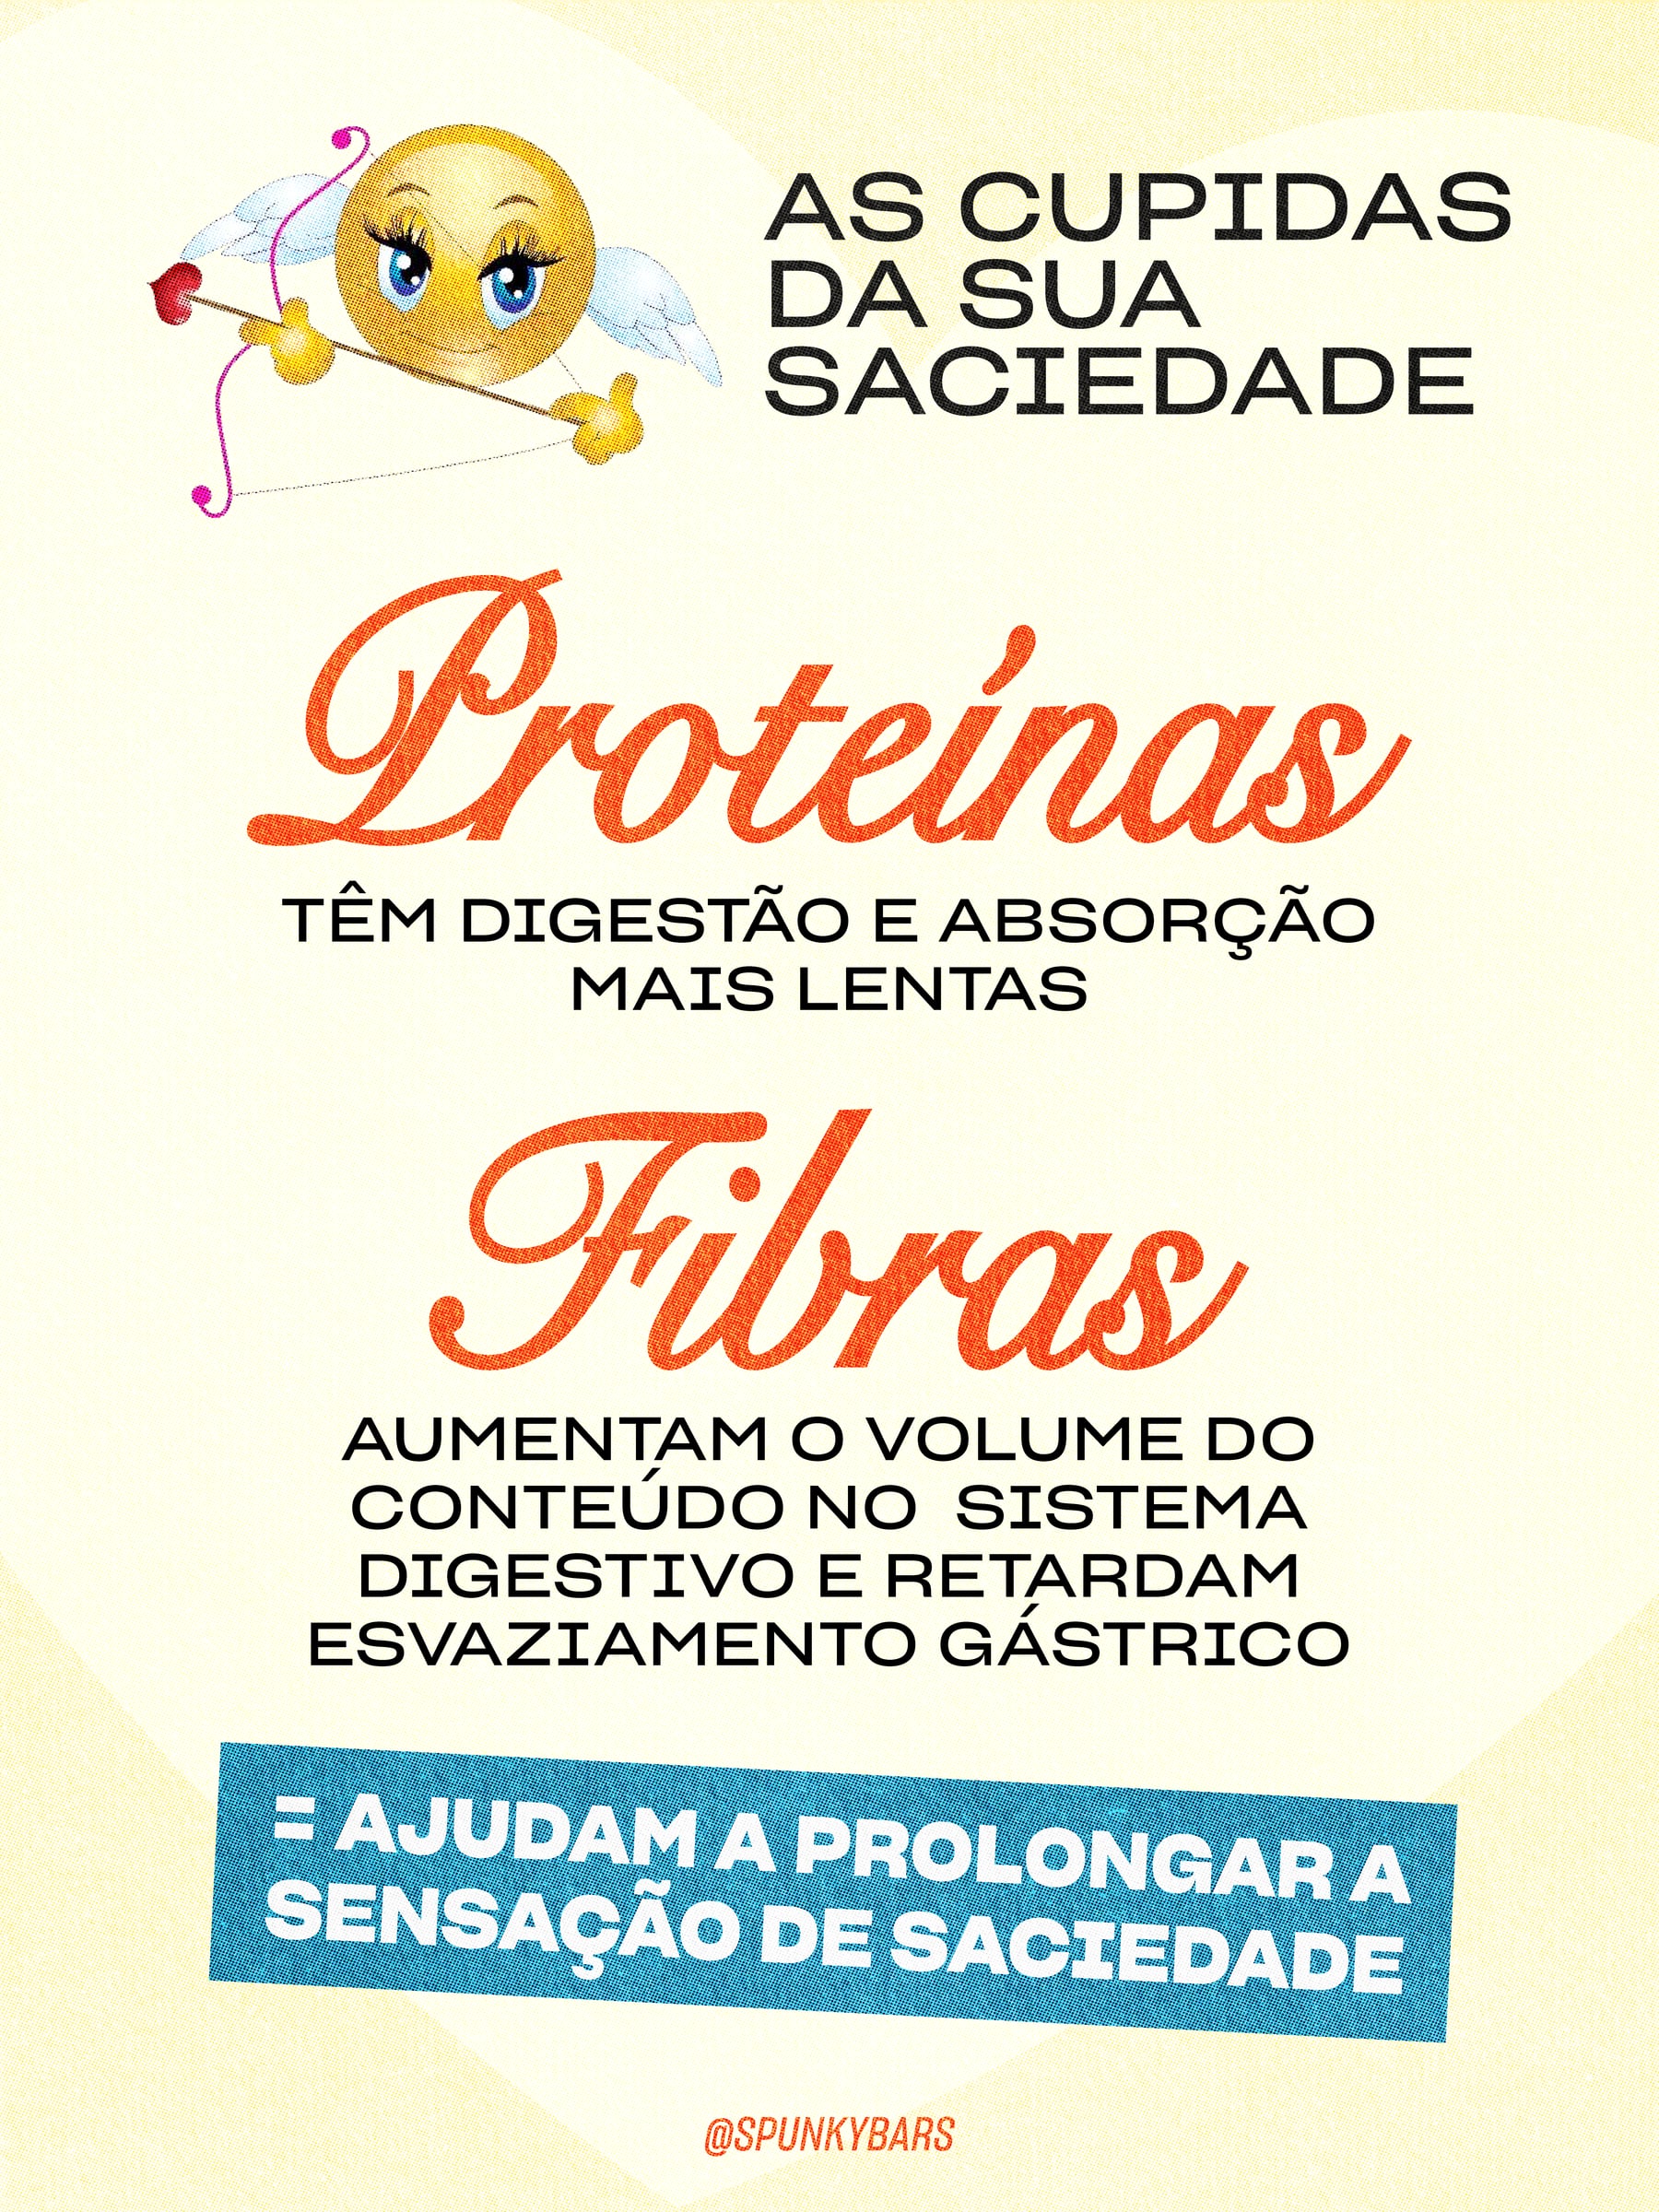 AS CUPIDAS
DA SUA
SACIEDADE
Proteínas
TÊM DIGESTÃO E ABSORÇÃO
MAIS LENTAS
Fibras
AUMENTAM O VOLUME DO
CONTEÚDO NO SISTEMA
DIGESTIVO E RETARDAM
ESVAZIAMENTO GÁSTRICO
= AJUDAM A PROLONGAR A
SENSAÇÃO DE SACIEDADE
@SPUNKYBARS